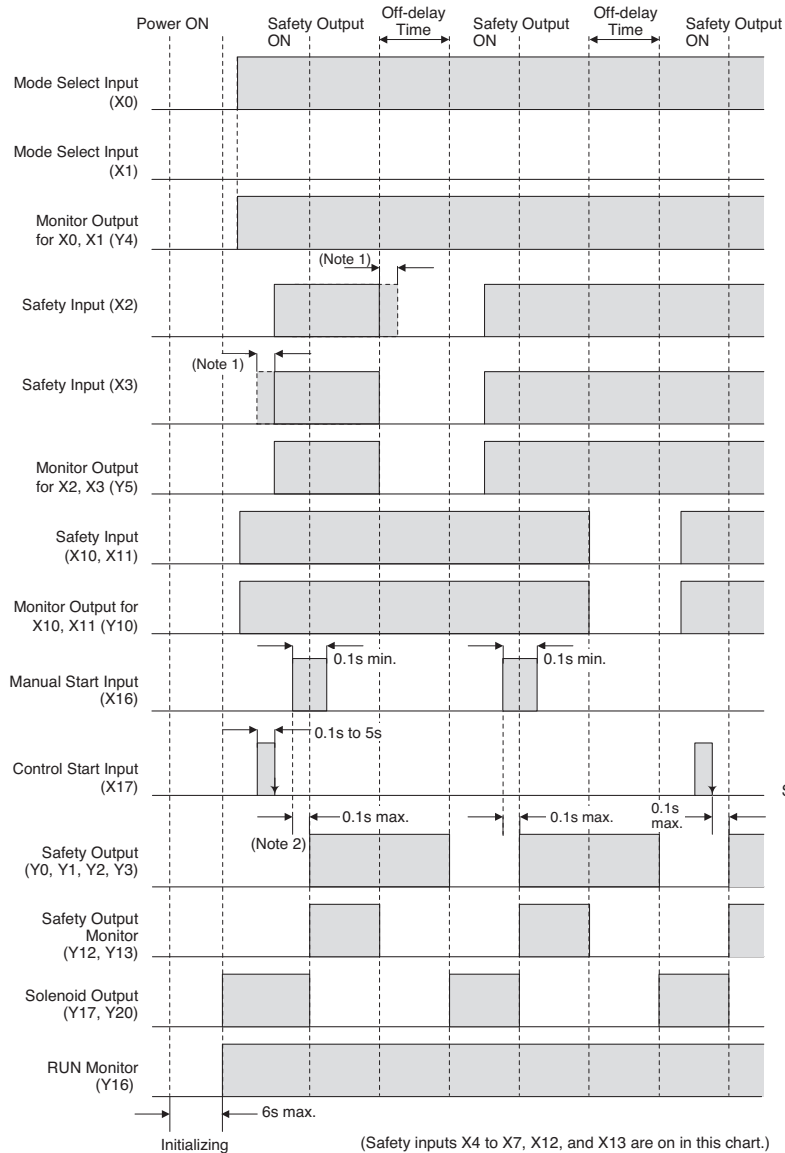 Power ON
Safety Output
ON
Off-delay
Time
Safety Output
ON
Off-delay
Time
Safety Output
ON
Mode Select Input
(X0)
Mode Select Input
(X1)
Monitor Output
for X0, X1 (Y4)
(Note 1)
Safety Input (X2)
(Note 1)
Safety Input (X3)
Monitor Output
for X2, X3 (Y5)
Safety Input
(X10, X11)
Monitor Output for
X10, X11 (Y10)
0.1s min.
0.1s min.
Manual Start Input
(X16)
0.1s to 5s
Control Start Input
(X17)
S
(Note 2)
0.1s max.
0.1s max.
0.1s
max.
Safety Output
(Y0, Y1, Y2, Y3)
Safety Output
Monitor
(Y12, Y13)
Solenoid Output
(Y17, Y20)
RUN Monitor
(Y16)
6s max.
Initializing
(Safety inputs X4 to X7, X12, and X13 are on in this chart.)